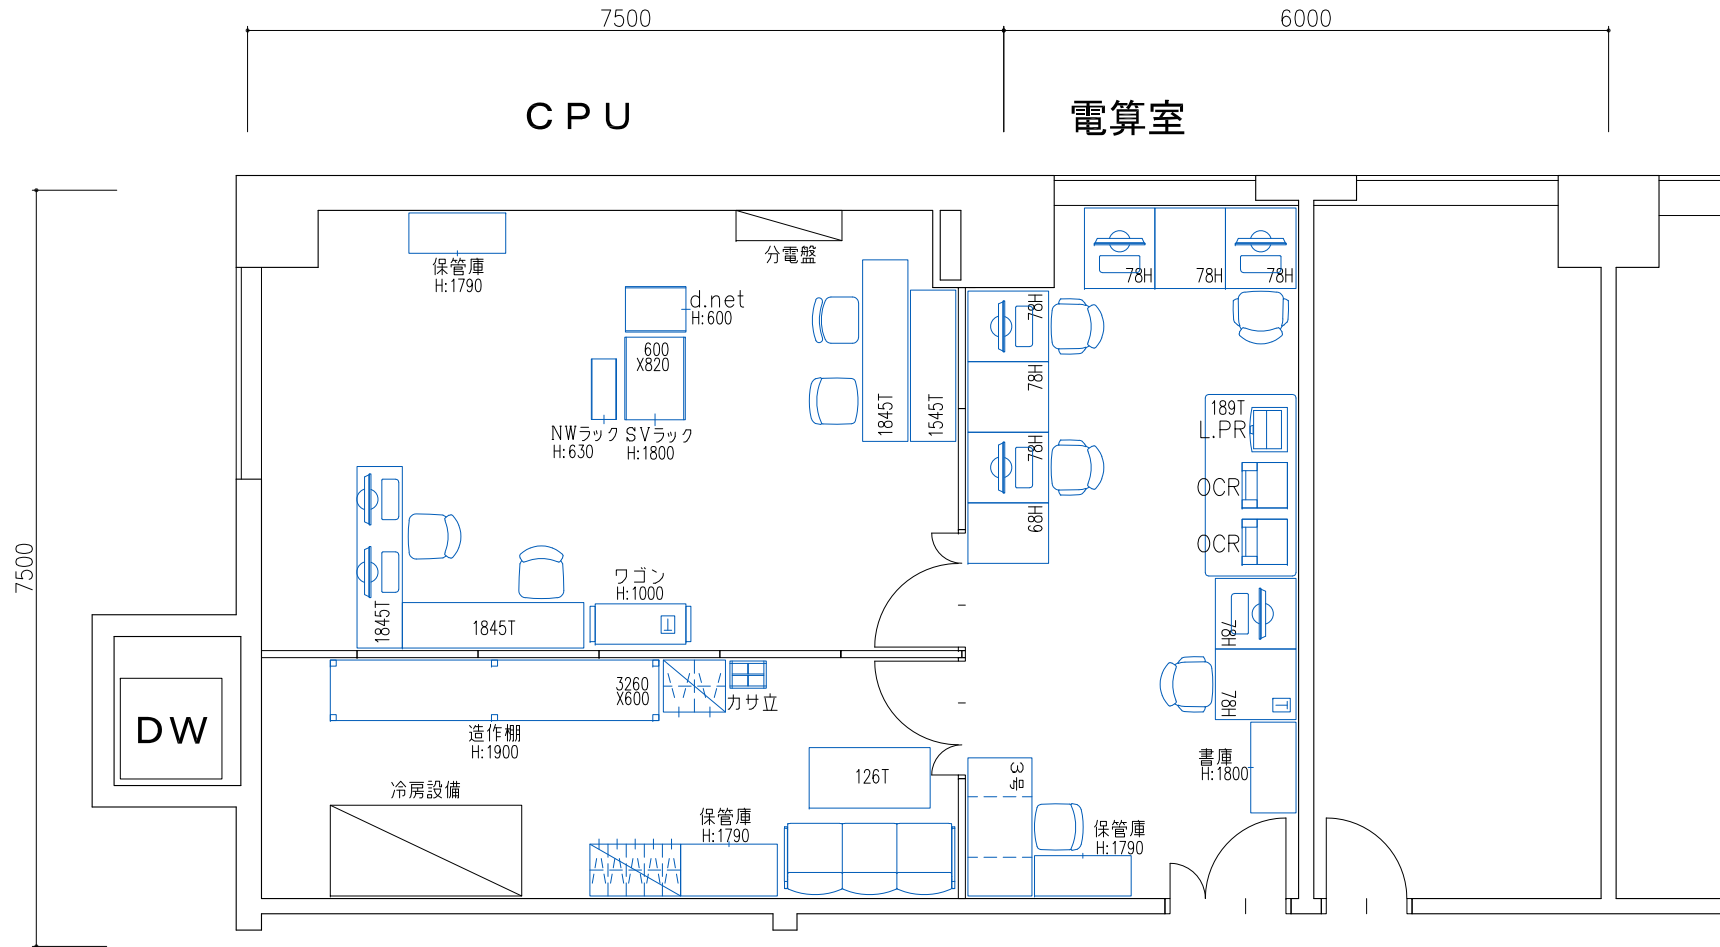 7500
6000
CPU
電算室
7500
保管庫
H:1790
分電盤
d.net
H:600
600
X820
NWラック
H:630
SVラック
H:1800
1845T
1545T
78H
78H
78H
78H
78H
78H
68H
189T
L.PR
OCR
OCR
1845T
1845T
ワゴン
H:1000
78H
78H
3260
X600
カサ立
造作棚
H:1900
DW
冷房設備
126T
保管庫
H:1790
3号
保管庫
H:1790
書庫
H:1800